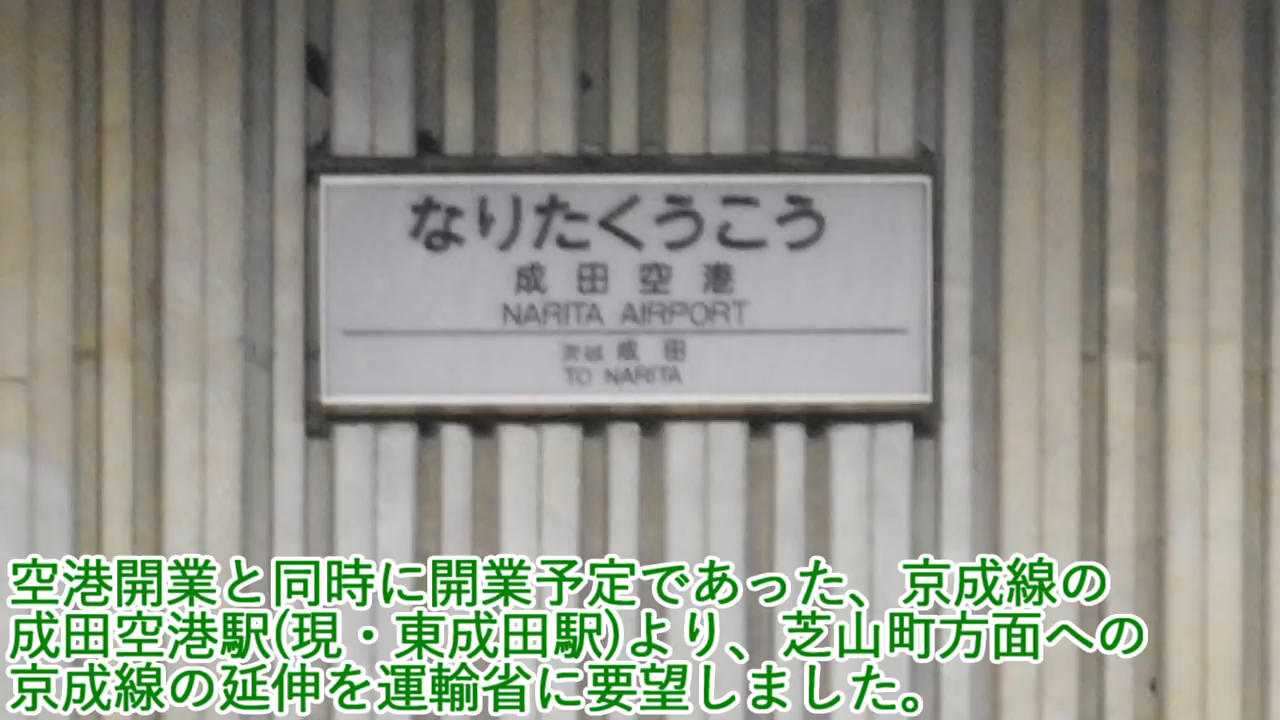 なりたくうこう
成田空港
NARITA AIRPORT
成田
TO NARITA
空港開業と同時に開業予定であった、京成線の
成田空港駅(現・東成田駅)より、芝山町方面への
京成線の延伸を運輸省に要望しました。